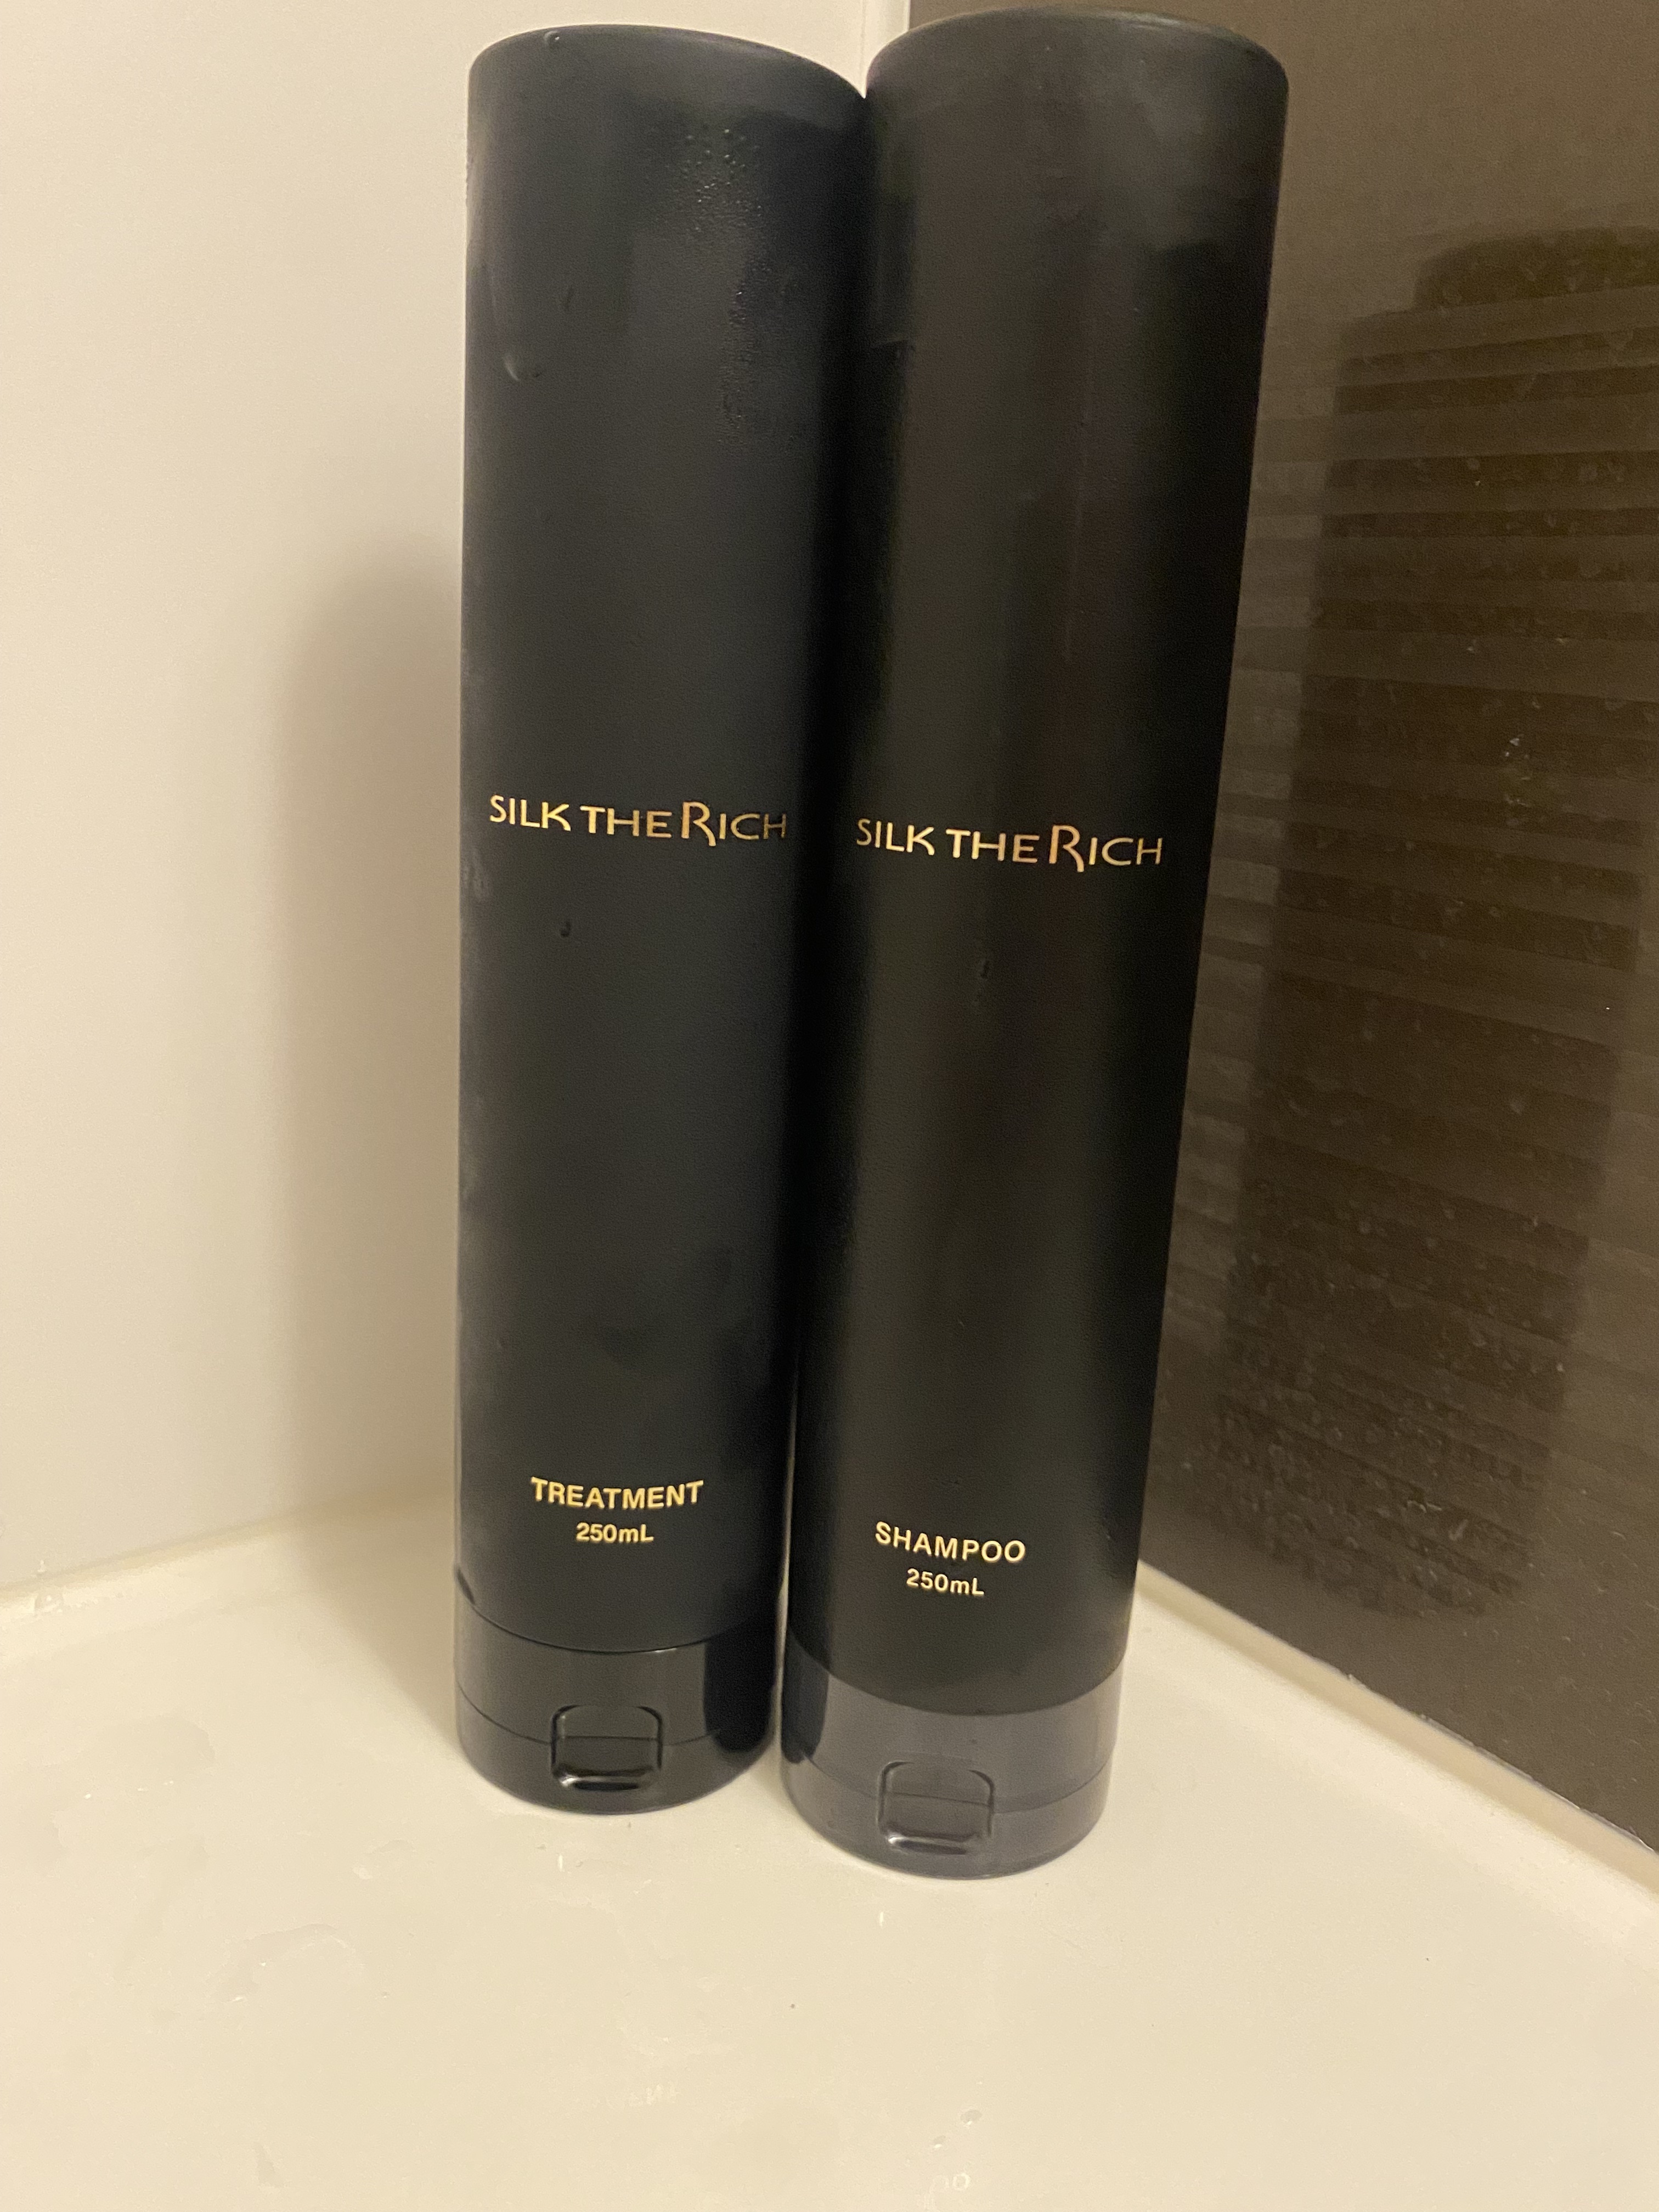 SILK THE RICH
TREATMENT
250mL
SILK THE RICH
SHAMPOO
250mL